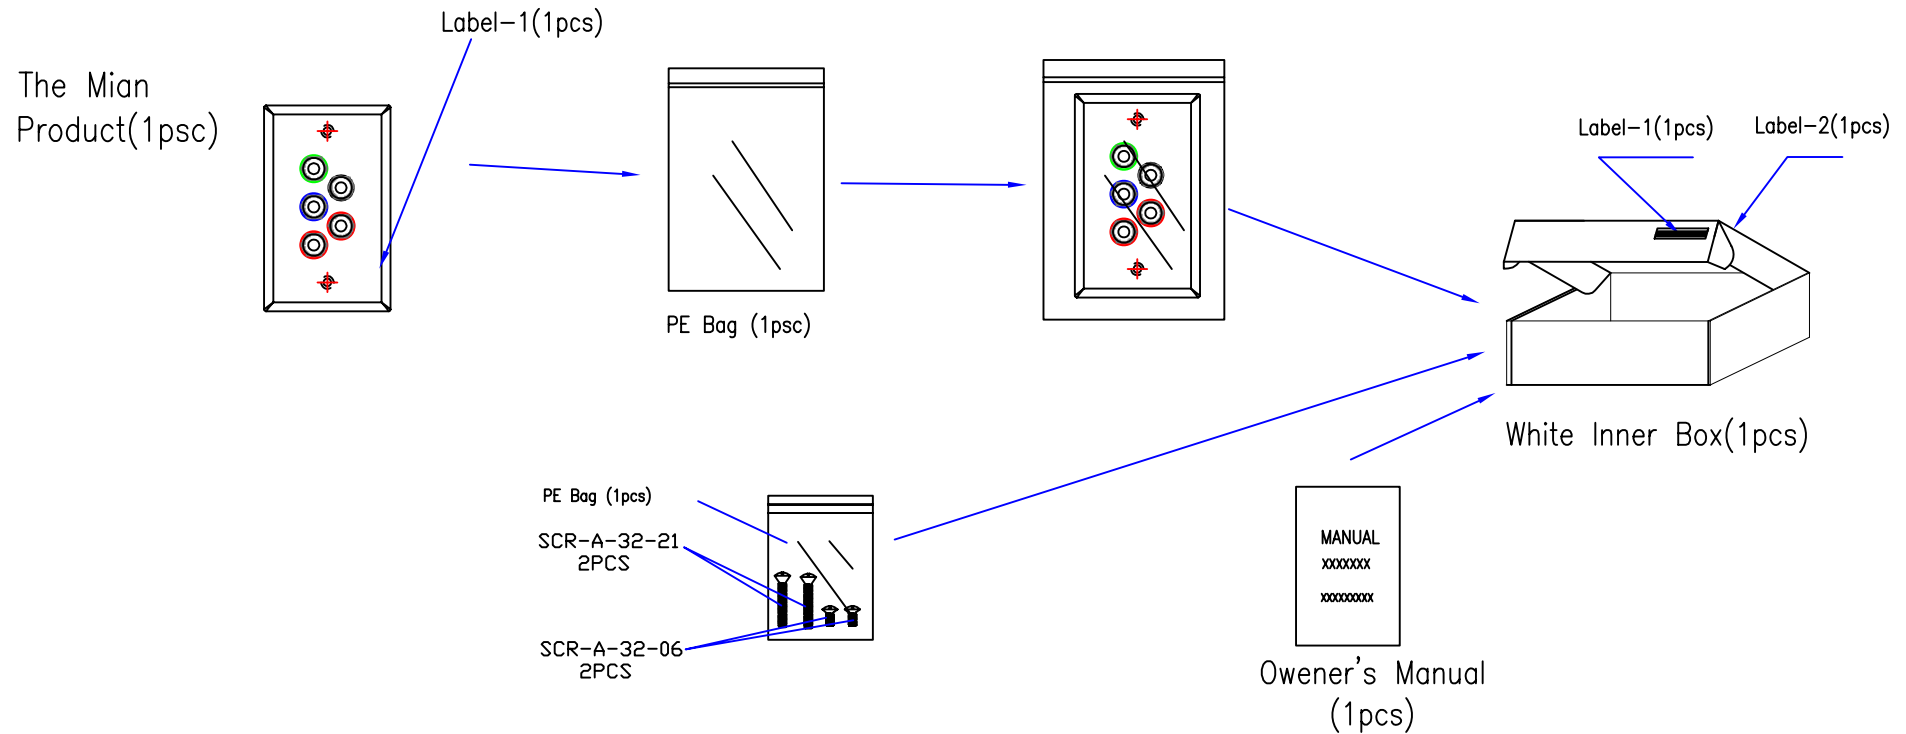 Label-1(1pcs)
The Mian
Product(1psc)
PE Bag (1psc)
Label-1(1pcs)
Label-2(1pcs)
White Inner Box(1pcs)
PE Bag (1pcs)
SCR-A-32-21
2PCS
SCR-A-32-06
2PCS
MANUAL
XXXXXXX
XXXXXXXXX
Owener's Manual
(1pcs)